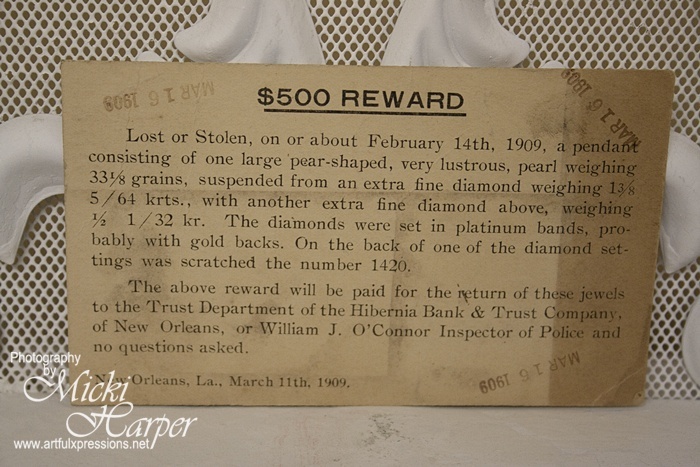 MAR 16 1909
MAR 16 1909
$500 REWARD
Lost or Stolen, on or about February 14th, 1909, a pendant
consisting of one large pear-shaped, very lustrous, pearl weighing
33⅛ grains, suspended from an extra fine diamond weighing 1⅜
5/64 krts., with another extra fine diamond above, weighing
½ 1/32 kr. The diamonds were set in platinum bands, pro-
bably with gold backs. On the back of one of the diamond set-
tings was scratched the number 1420.
The above reward will be paid for the return of these jewels
to the Trust Department of the Hibernia Bank & Trust Company,
of New Orleans, or William J. O'Connor Inspector of Police and
no questions asked.
New Orleans, La., March 11th, 1909.
MAR 16 1909
Photography
by
Micki
Harper
www.artfulxpressions.net